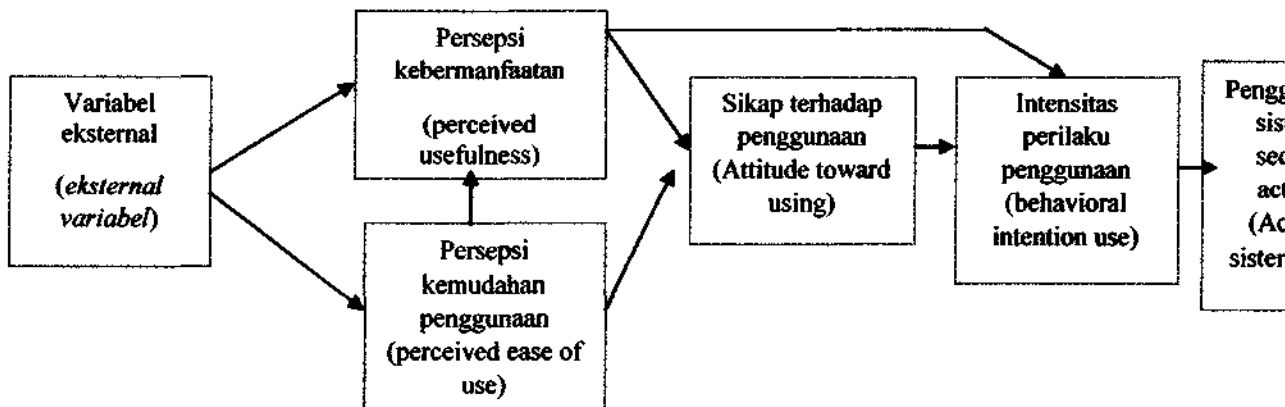 Variabel
eksternal
(eksternal
variabel)
Persepsi
kebermanfaatan
(perceived
usefulness)
Persepsi
kemudahan
penggunaan
(perceived ease of
use)
Sikap terhadap
penggunaan
(Attitude toward
using)
Intensitas
perilaku
penggunaan
(behavioral
intention use)